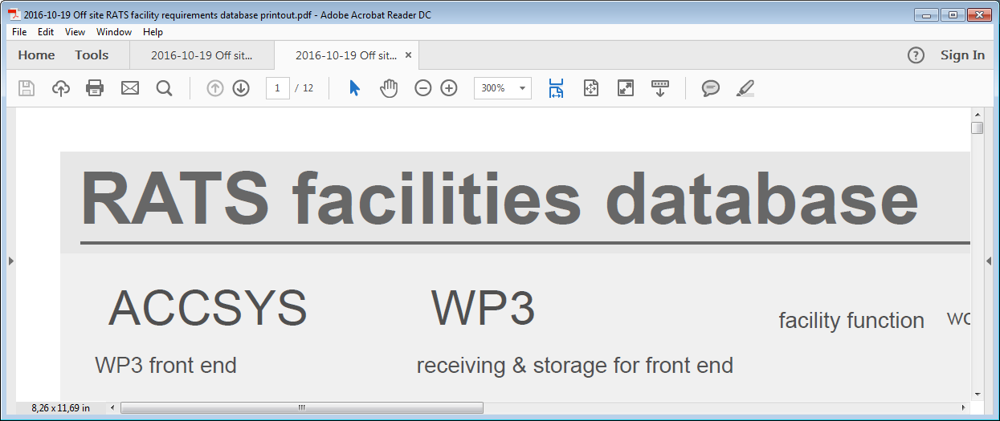 2016-10-19 Off site RATS facility requirements database printout.pdf - Adobe Acrobat Reader DC
File Edit View Window Help
Home Tools 2016-10-19 Off sit... 2016-10-19 Off sit... × ? Sign In
1 / 12 300%
RATS facilities database
ACCSYS WP3 facility function
WP3 front end receiving & storage for front end
8,26 x 11,69 in